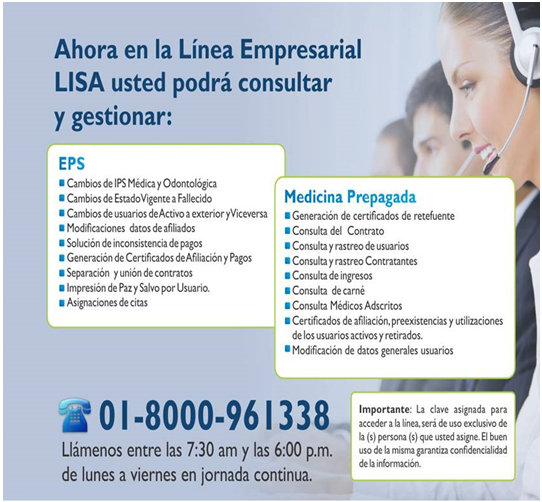 Ahora en la Línea Empresarial
LISA usted podrá consultar
y gestionar:
EPS
Cambios de IPS Médica y Odontológica
Cambios de Estado Vigente a Fallecido
Cambios de usuarios de Activo a exterior y Viceversa
Modificaciones datos de afiliados
Solución de inconsistencia de pagos
Generación de Certificados de Afiliación y Pagos
Separación y unión de contratos
Impresión de Paz y Salvo por Usuario.
Asignaciones de citas
Medicina Prepagada
Generación de certificados de retefuente
Consulta del Contrato
Consulta y rastreo de usuarios
Consulta y rastreo Contratantes
Consulta de ingresos
Consulta de carné
Consulta Médicos Adscritos
Certificados de afiliación, preexistencias y utilizaciones
de los usuarios activos y retirados.
Modificación de datos generales usuarios
01-8000-961338
Llámenos entre las 7:30 am y las 6:00 p.m.
de lunes a viernes en jornada continua.
Importante: La clave asignada para
acceder a la línea, será de uso exclusivo de
la (s) persona (s) que usted asigne. El buen
uso de la misma garantiza confidencialidad
de la información.